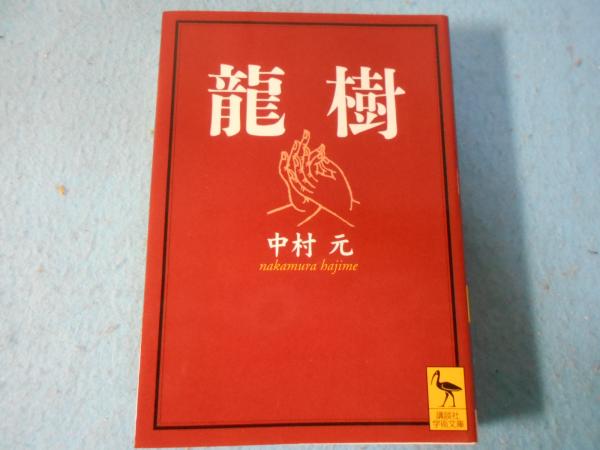 龍樹
中村 元
nakamura hajime
講談社
学術文庫